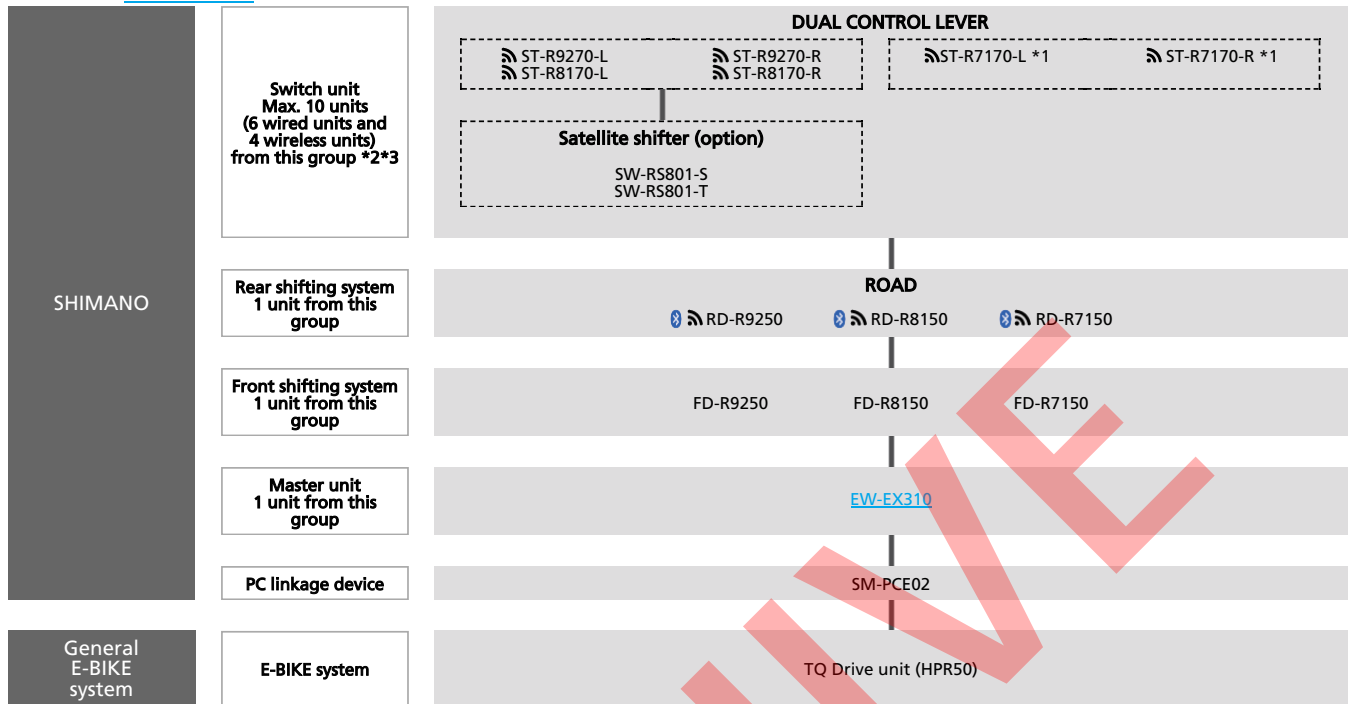 SHIMANO
Switch unit
Max. 10 units
(6 wired units and
4 wireless units)
from this group *2*3
DUAL CONTROL LEVER
ST-R9270-L ST-R9270-R
ST-R8170-L ST-R8170-R
ST-R7170-L *1 ST-R7170-R *1
Satellite shifter (option)
SW-RS801-S
SW-RS801-T
Rear shifting system
1 unit from this
group
ROAD
RD-R9250 RD-R8150 RD-R7150
Front shifting system
1 unit from this
group
FD-R9250 FD-R8150 FD-R7150
Master unit
1 unit from this
group
EW-EX310
PC linkage device
SM-PCE02
General
E-BIKE
system
E-BIKE system
TQ Drive unit (HPR50)